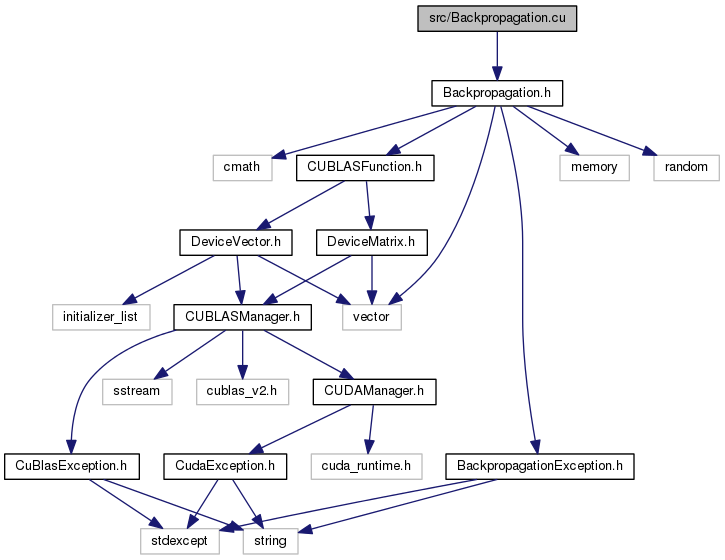 src/Backpropagation.cu
Backpropagation.h
cmath
CUBLASFunction.h
memory
random
DeviceVector.h
DeviceMatrix.h
initializer_list
CUBLASManager.h
vector
sstream
cublas_v2.h
CUDAManager.h
CuBlasException.h
CudaException.h
cuda_runtime.h
BackpropagationException.h
stdexcept
string